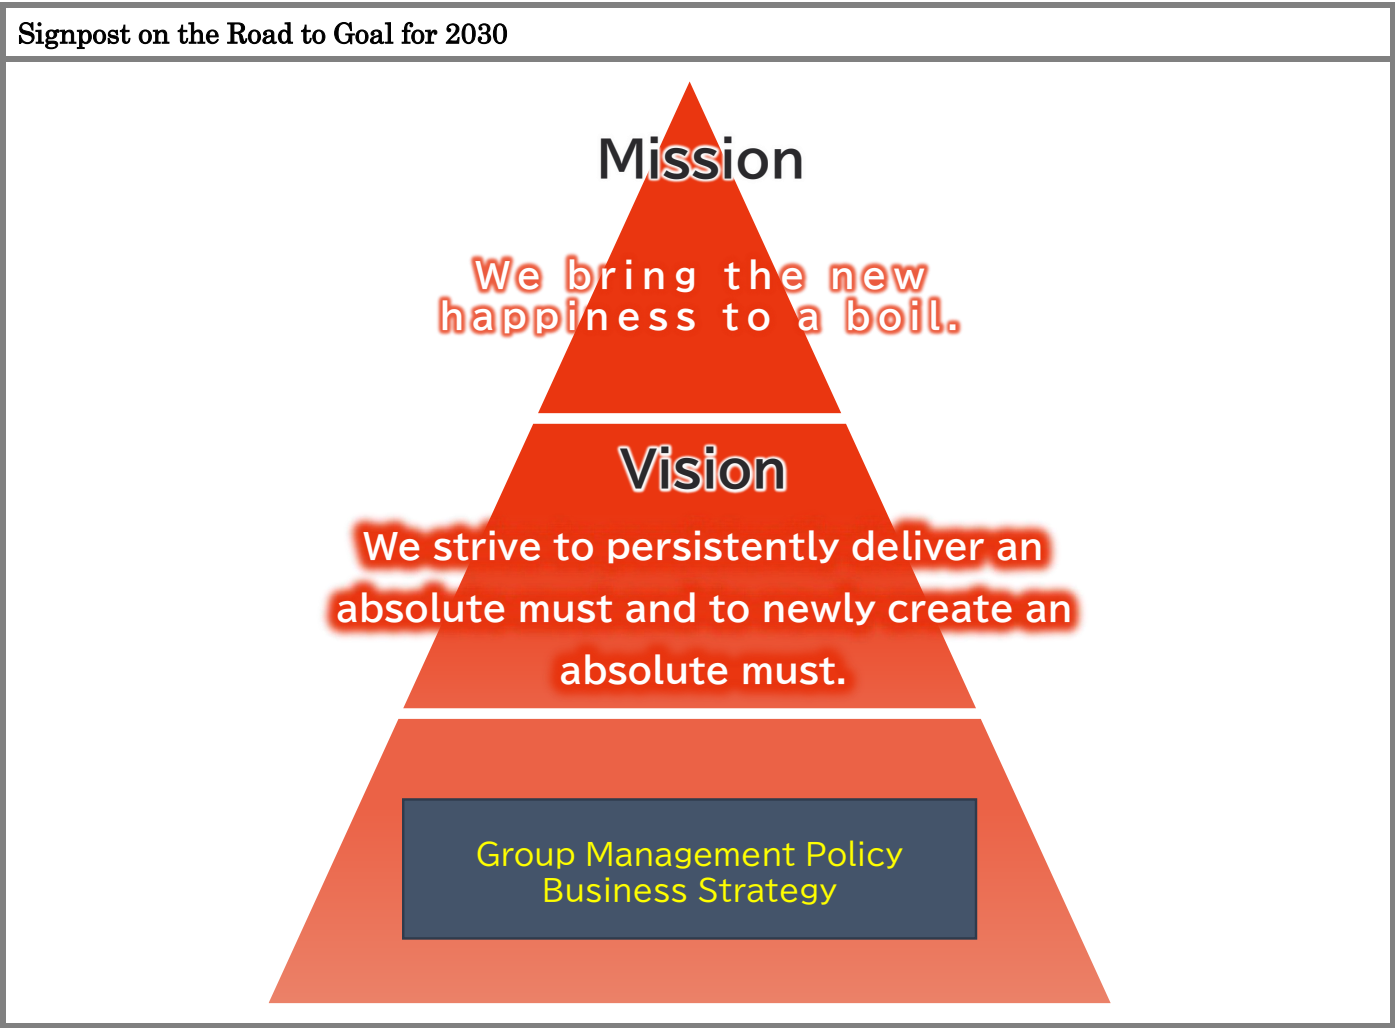 Signpost on the Road to Goal for 2030
Mission
We bring the new
happiness to a boil.
Vision
We strive to persistently deliver an
absolute must and to newly create an
absolute must.
Group Management Policy
Business Strategy